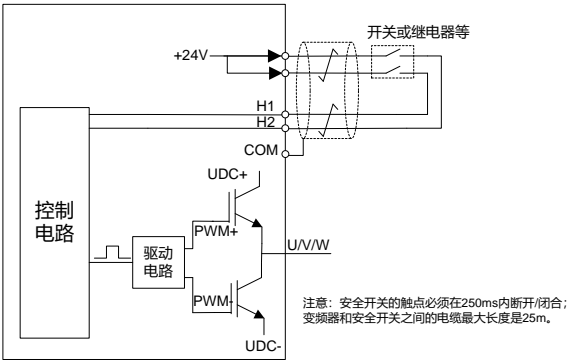 开关或继电器等
+24V
H1
H2
COM
UDC+
控制
电路
PWM+
驱动
电路
U/V/W
PWM-
注意：安全开关的触点必须在250ms内断开/闭合；
变频器和安全开关之间的电缆最大长度是25m。
UDC-